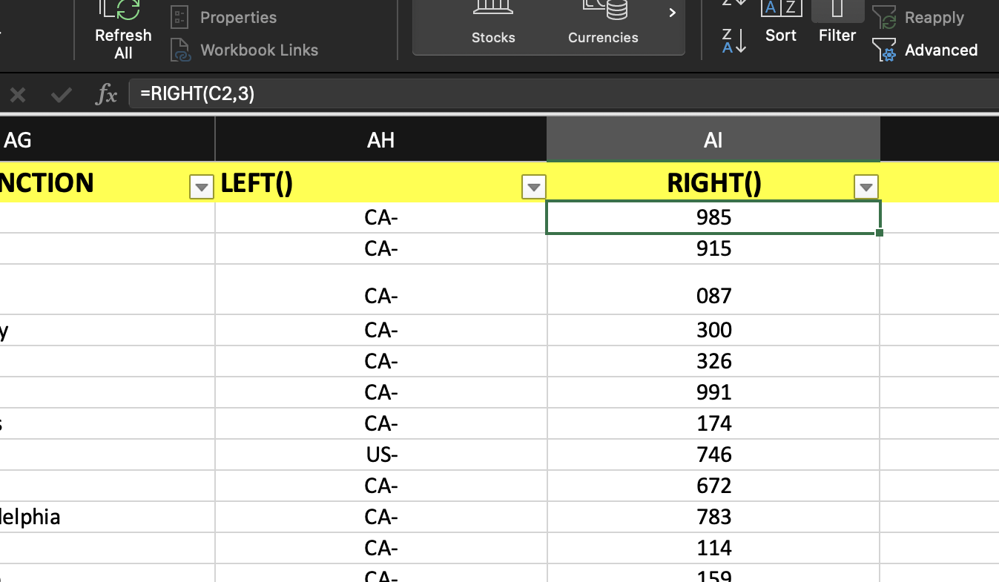 Properties
Refresh All
Workbook Links
Stocks
Currencies
Sort
Filter
Reapply
Advanced
fx =RIGHT(C2,3)
AG AH AI
NCTION LEFT() RIGHT()
CA- 985
CA- 915
CA- 087
y CA- 300
CA- 326
CA- 991
s CA- 174
US- 746
CA- 672
delphia CA- 783
CA- 114
CA- 159